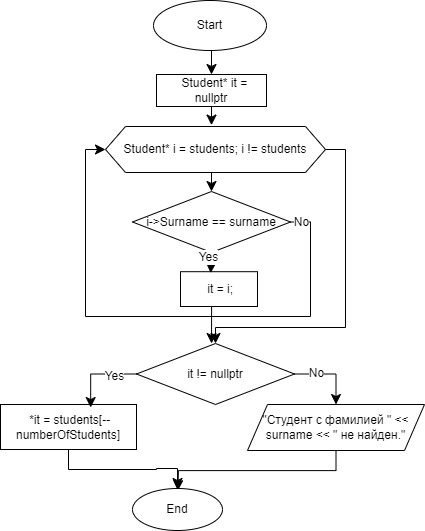 Start
Student* it =
nullptr
Student* i = students; i != students
i->Surname == surname
No
Yes
it = i;
it != nullptr
Yes
No
*it = students[--
numberOfStudents]
"Студент с фамилией " <<
surname << " не найден."
End